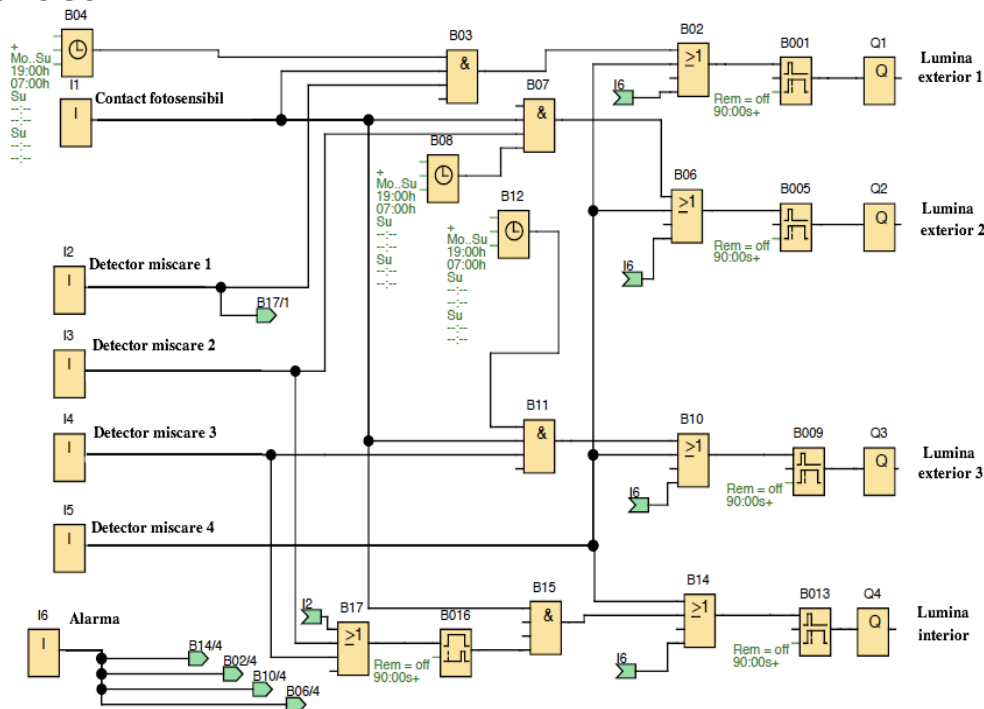 B04
+
Mo..Su
19:00h
07:00h
Su
--:--
--:--
Su
--:--
--:--
I1
I
Contact fotosensibil
B03
&
B07
&
B08
+
Mo..Su
19:00h
07:00h
Su
--:--
--:--
Su
--:--
--:--
B12
+
Mo..Su
19:00h
07:00h
Su
--:--
--:--
Su
--:--
--:--
B02
≥1
I6
B001
Rem = off
90:00s+
Q1
Q
Lumina
exterior 1
B06
≥1
I6
B005
Rem = off
90:00s+
Q2
Q
Lumina
exterior 2
I2
I
Detector miscare 1
B17/1
I3
I
Detector miscare 2
I4
I
Detector miscare 3
B11
&
B10
≥1
I6
B009
Rem = off
90:00s+
Q3
Q
Lumina
exterior 3
I5
I
Detector miscare 4
I6
I
Alarma
B14/4
B02/4
B10/4
B06/4
I2
B17
≥1
B016
Rem = off
90:00s+
B15
&
B14
≥1
I6
B013
Rem = off
90:00s+
Q4
Q
Lumina
interior